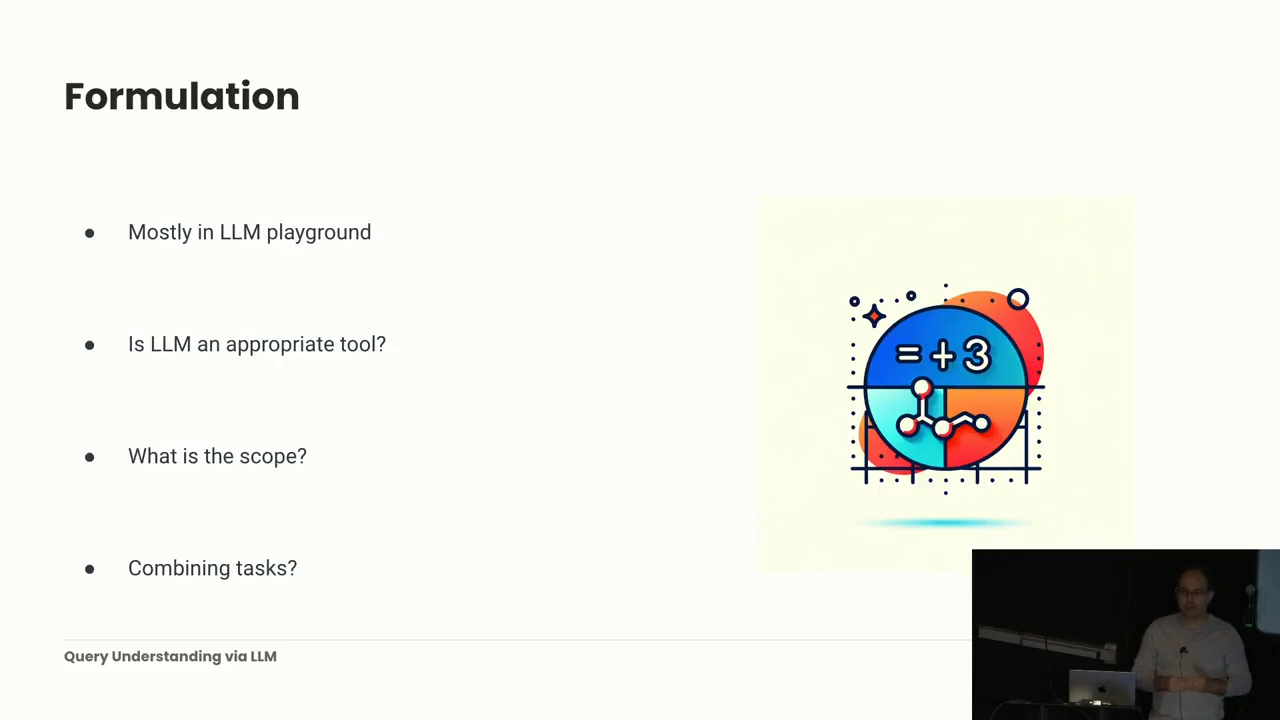 Formulation
● Mostly in LLM playground
● Is LLM an appropriate tool?
● What is the scope?
● Combining tasks?
=+3
Query Understanding via LLM